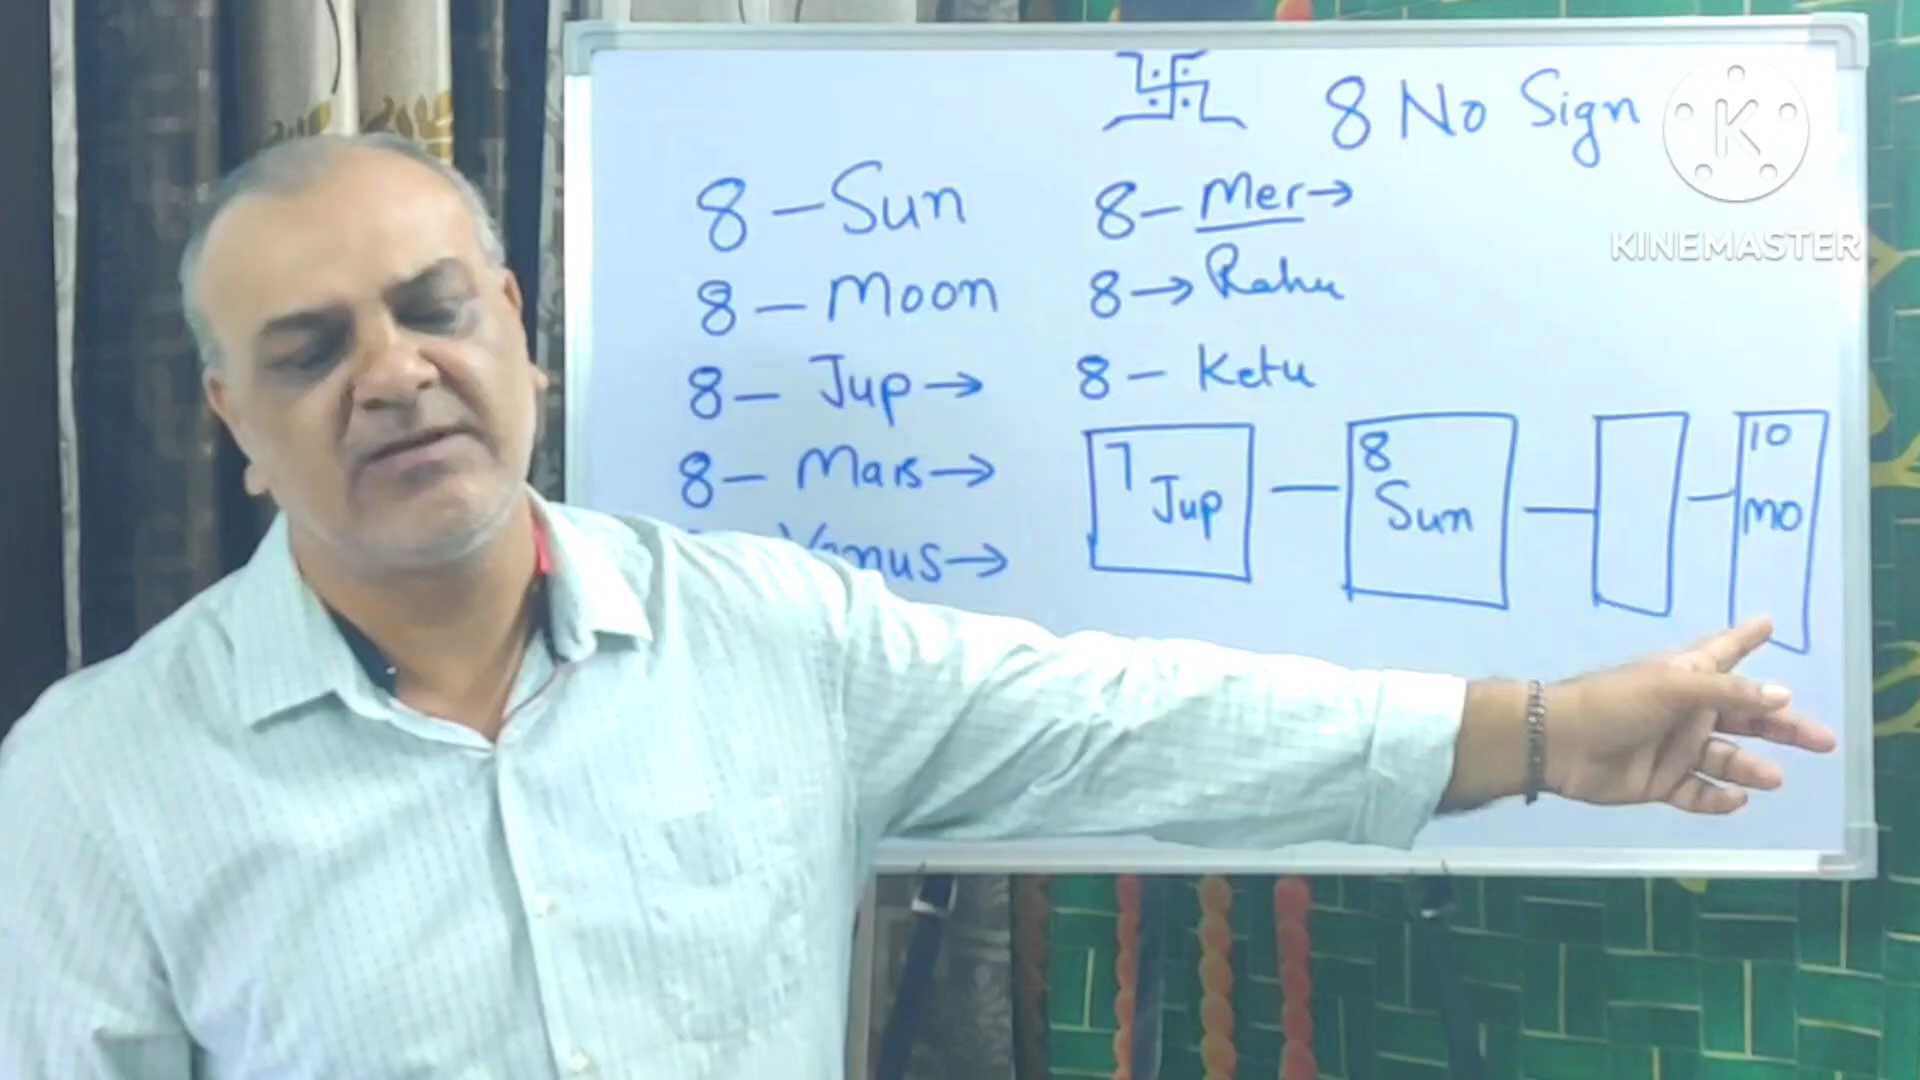 8 No Sign
8 - Sun
8 - Moon
8 - Jup →
8 - Mars →
8 - Mer →
8 → Rahu
8 - Ketu
7 Jup
8 Sun
10 Mo
K
KINEMASTER